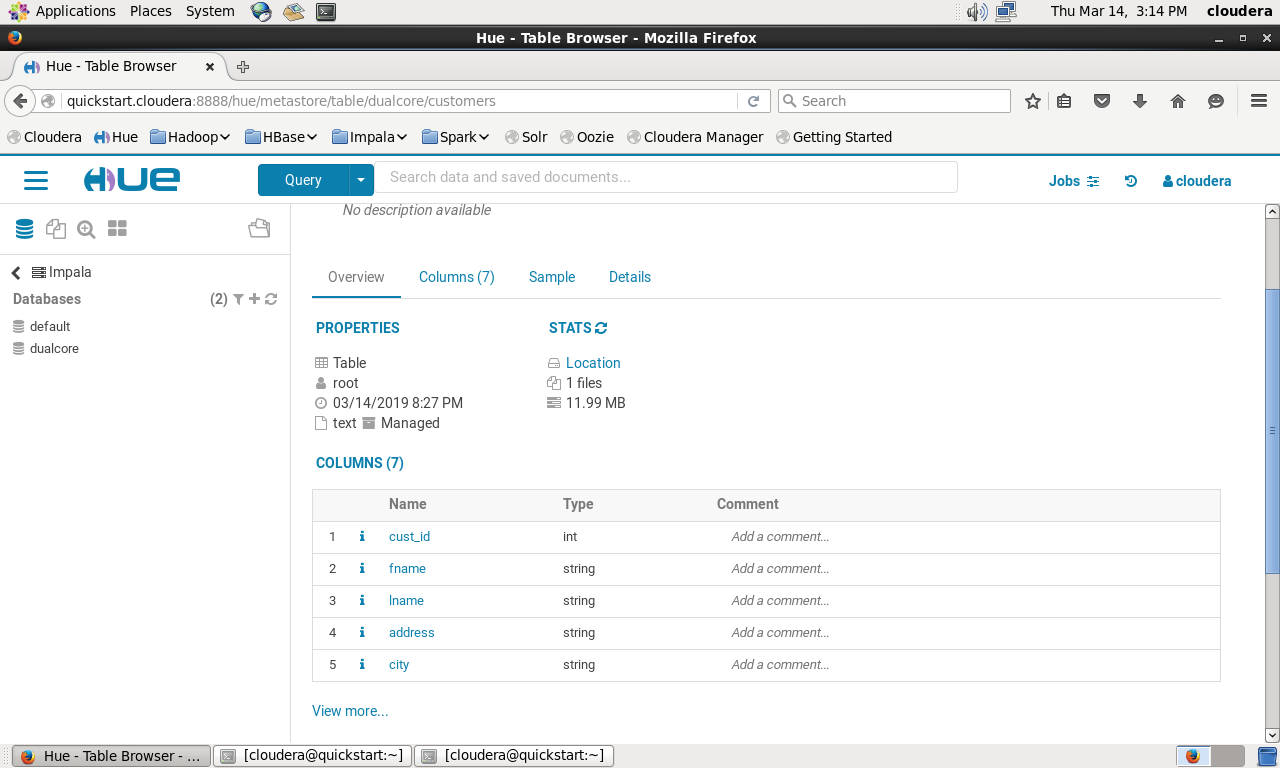 Applications Places System Thu Mar 14, 3:14 PM cloudera
Hue - Table Browser - Mozilla Firefox
Hue - Table Browser
quickstart.cloudera:8888/hue/metastore/table/dualcore/customers Search
Cloudera Hue Hadoop HBase Impala Spark Solr Oozie Cloudera Manager Getting Started
HUE Query Search data and saved documents... Jobs cloudera
No description available
Impala
Databases (2)
default
dualcore
Overview Columns (7) Sample Details
PROPERTIES STATS
Table Location
root 1 files
03/14/2019 8:27 PM 11.99 MB
text Managed
COLUMNS (7)
Name Type Comment
1 i cust_id int Add a comment...
2 i fname string Add a comment...
3 i lname string Add a comment...
4 i address string Add a comment...
5 i city string Add a comment...
View more...
Hue - Table Browser - ... [cloudera@quickstart:~] [cloudera@quickstart:~]